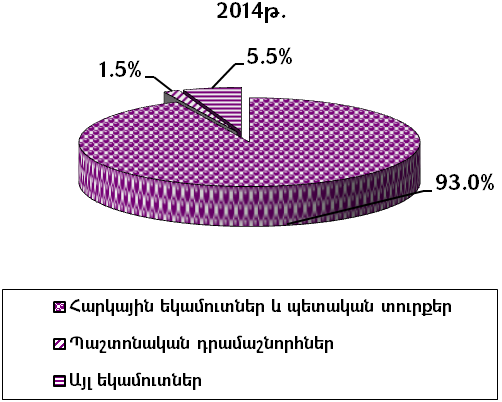 2014թ.
1.5%
5.5%
93.0%
Հարկային եկամուտներ և պետական տուրքեր
Պաշտոնական դրամաշնորհներ
Այլ եկամուտներ